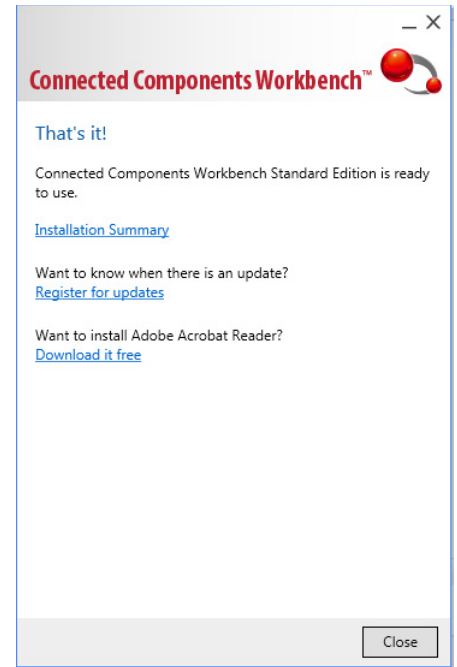 Connected Components Workbench™
That's it!
Connected Components Workbench Standard Edition is ready
to use.
Installation Summary
Want to know when there is an update?
Register for updates
Want to install Adobe Acrobat Reader?
Download it free
Close